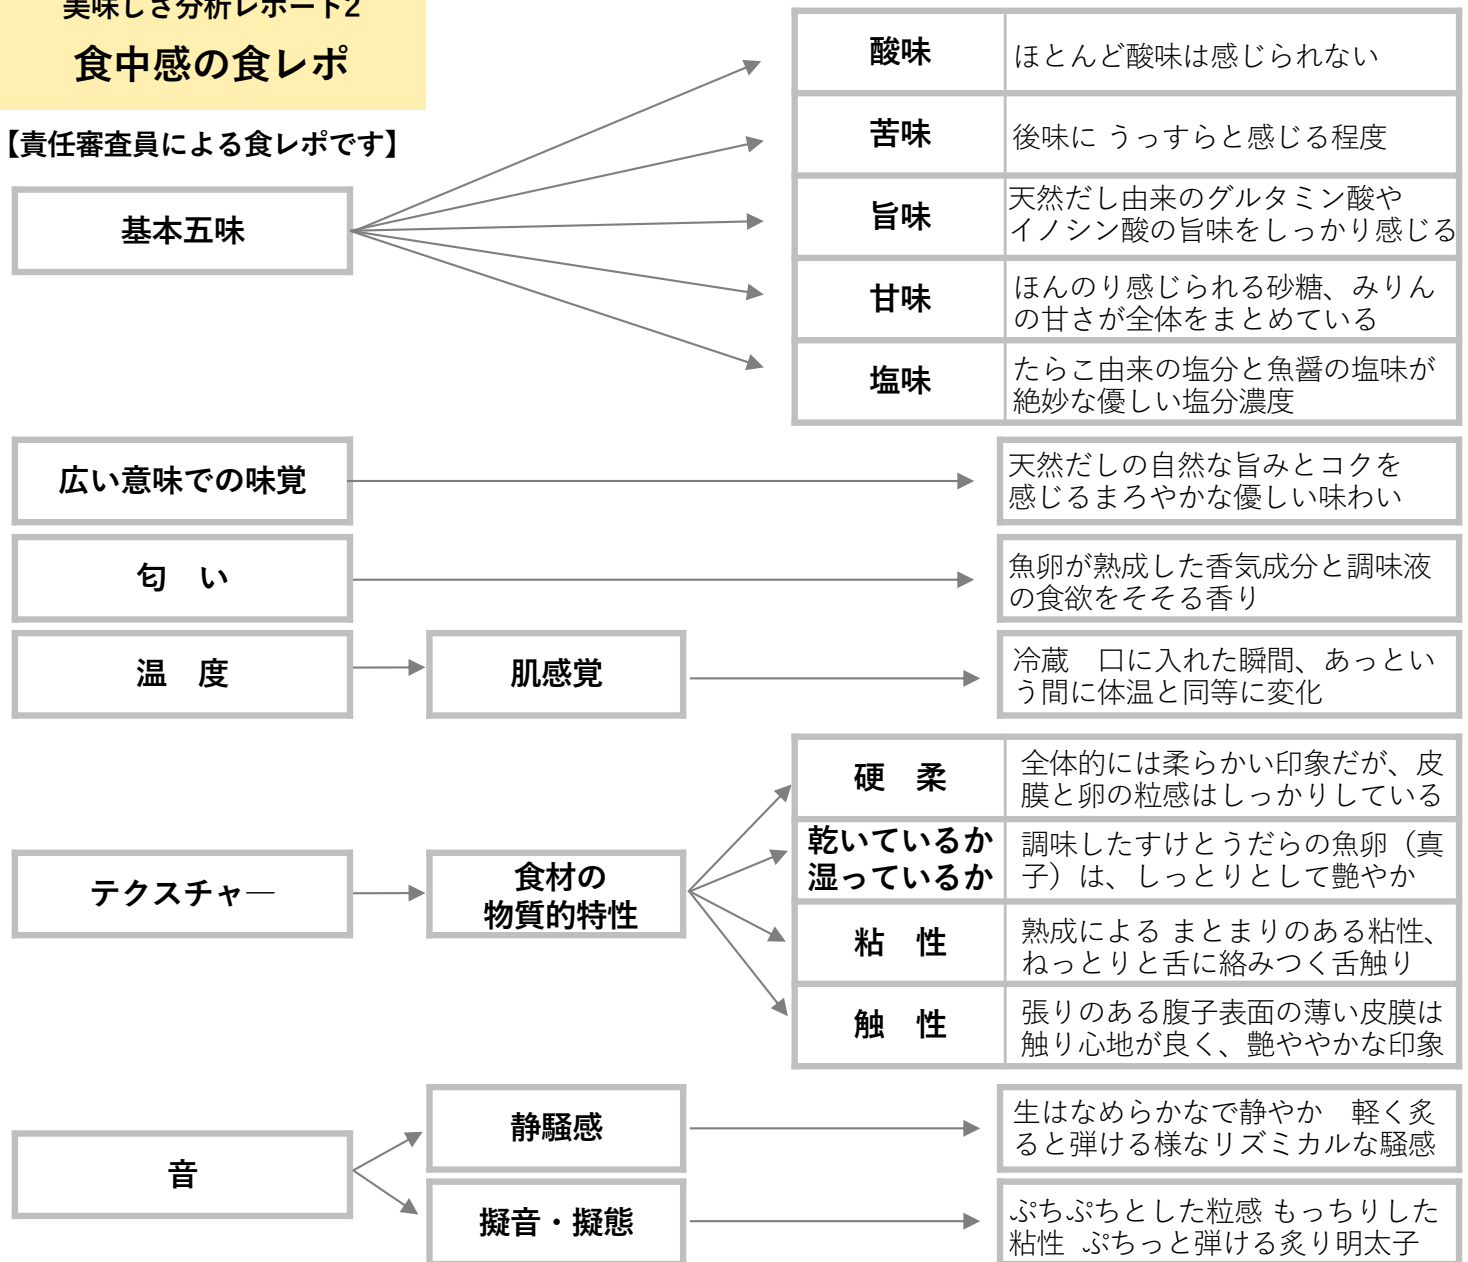 美味しさ分析レポート2
食中感の食レポ
【責任審査員による食レポです】
基本五味
酸味
ほとんど酸味は感じられない
苦味
後味に うっすらと感じる程度
旨味
天然だし由来のグルタミン酸や
イノシン酸の旨味をしっかり感じる
甘味
ほんのり感じられる砂糖、みりん
の甘さが全体をまとめている
塩味
たらこ由来の塩分と魚醤の塩味が
絶妙な優しい塩分濃度
広い意味での味覚
天然だしの自然な旨みとコクを
感じるまろやかな優しい味わい
匂　い
魚卵が熟成した香気成分と調味液
の食欲をそそる香り
温　度
肌感覚
冷蔵　口に入れた瞬間、あっとい
う間に体温と同等に変化
テクスチャ―
食材の
物質的特性
硬　柔
全体的には柔らかい印象だが、皮
膜と卵の粒感はしっかりしている
乾いているか
湿っているか
調味したすけとうだらの魚卵（真
子）は、しっとりとして艶やか
粘　性
熟成による まとまりのある粘性、
ねっとりと舌に絡みつく舌触り
触　性
張りのある腹子表面の薄い皮膜は
触り心地が良く、艶ややかな印象
音
静騒感
生はなめらかなで静やか　軽く炙
ると弾ける様なリズミカルな騒感
擬音・擬態
ぷちぷちとした粒感 もっちりした
粘性 ぷちっと弾ける炙り明太子